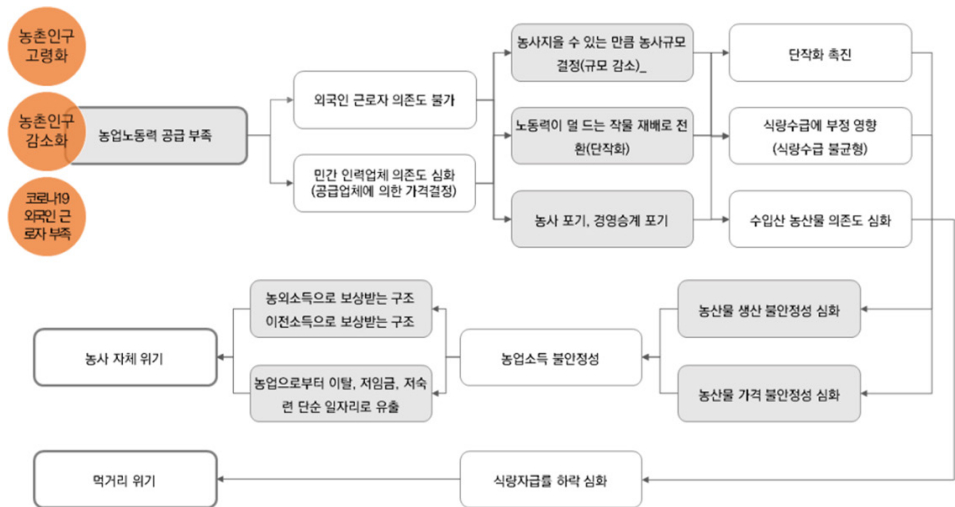 농촌인구
고령화
농촌인구
감소화
코로나19
외국인 근
로자 부족
농업노동력 공급 부족
외국인 근로자 의존도 불가
민간 인력업체 의존도 심화
(공급업체에 의한 가격결정)
농사지을 수 있는 만큼 농사규모
결정(규모 감소)_
노동력이 덜 드는 작물 재배로 전
환(단작화)
농사 포기, 경영승계 포기
단작화 촉진
식량수급에 부정 영향
(식량수급 불균형)
수입산 농산물 의존도 심화
농산물 생산 불안정성 심화
농산물 가격 불안정성 심화
농업소득 불안정성
농외소득으로 보상받는 구조
이전소득으로 보상받는 구조
농업으로부터 이탈, 저임금, 저숙
련 단순 일자리로 유출
농사 자체 위기
식량자급률 하락 심화
먹거리 위기